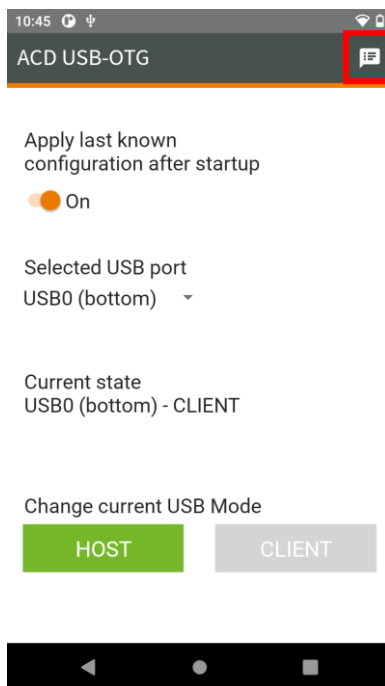 10:45
ACD USB-OTG
Apply last known
configuration after startup
On
Selected USB port
USB0 (bottom)
Current state
USB0 (bottom) - CLIENT
Change current USB Mode
HOST
CLIENT